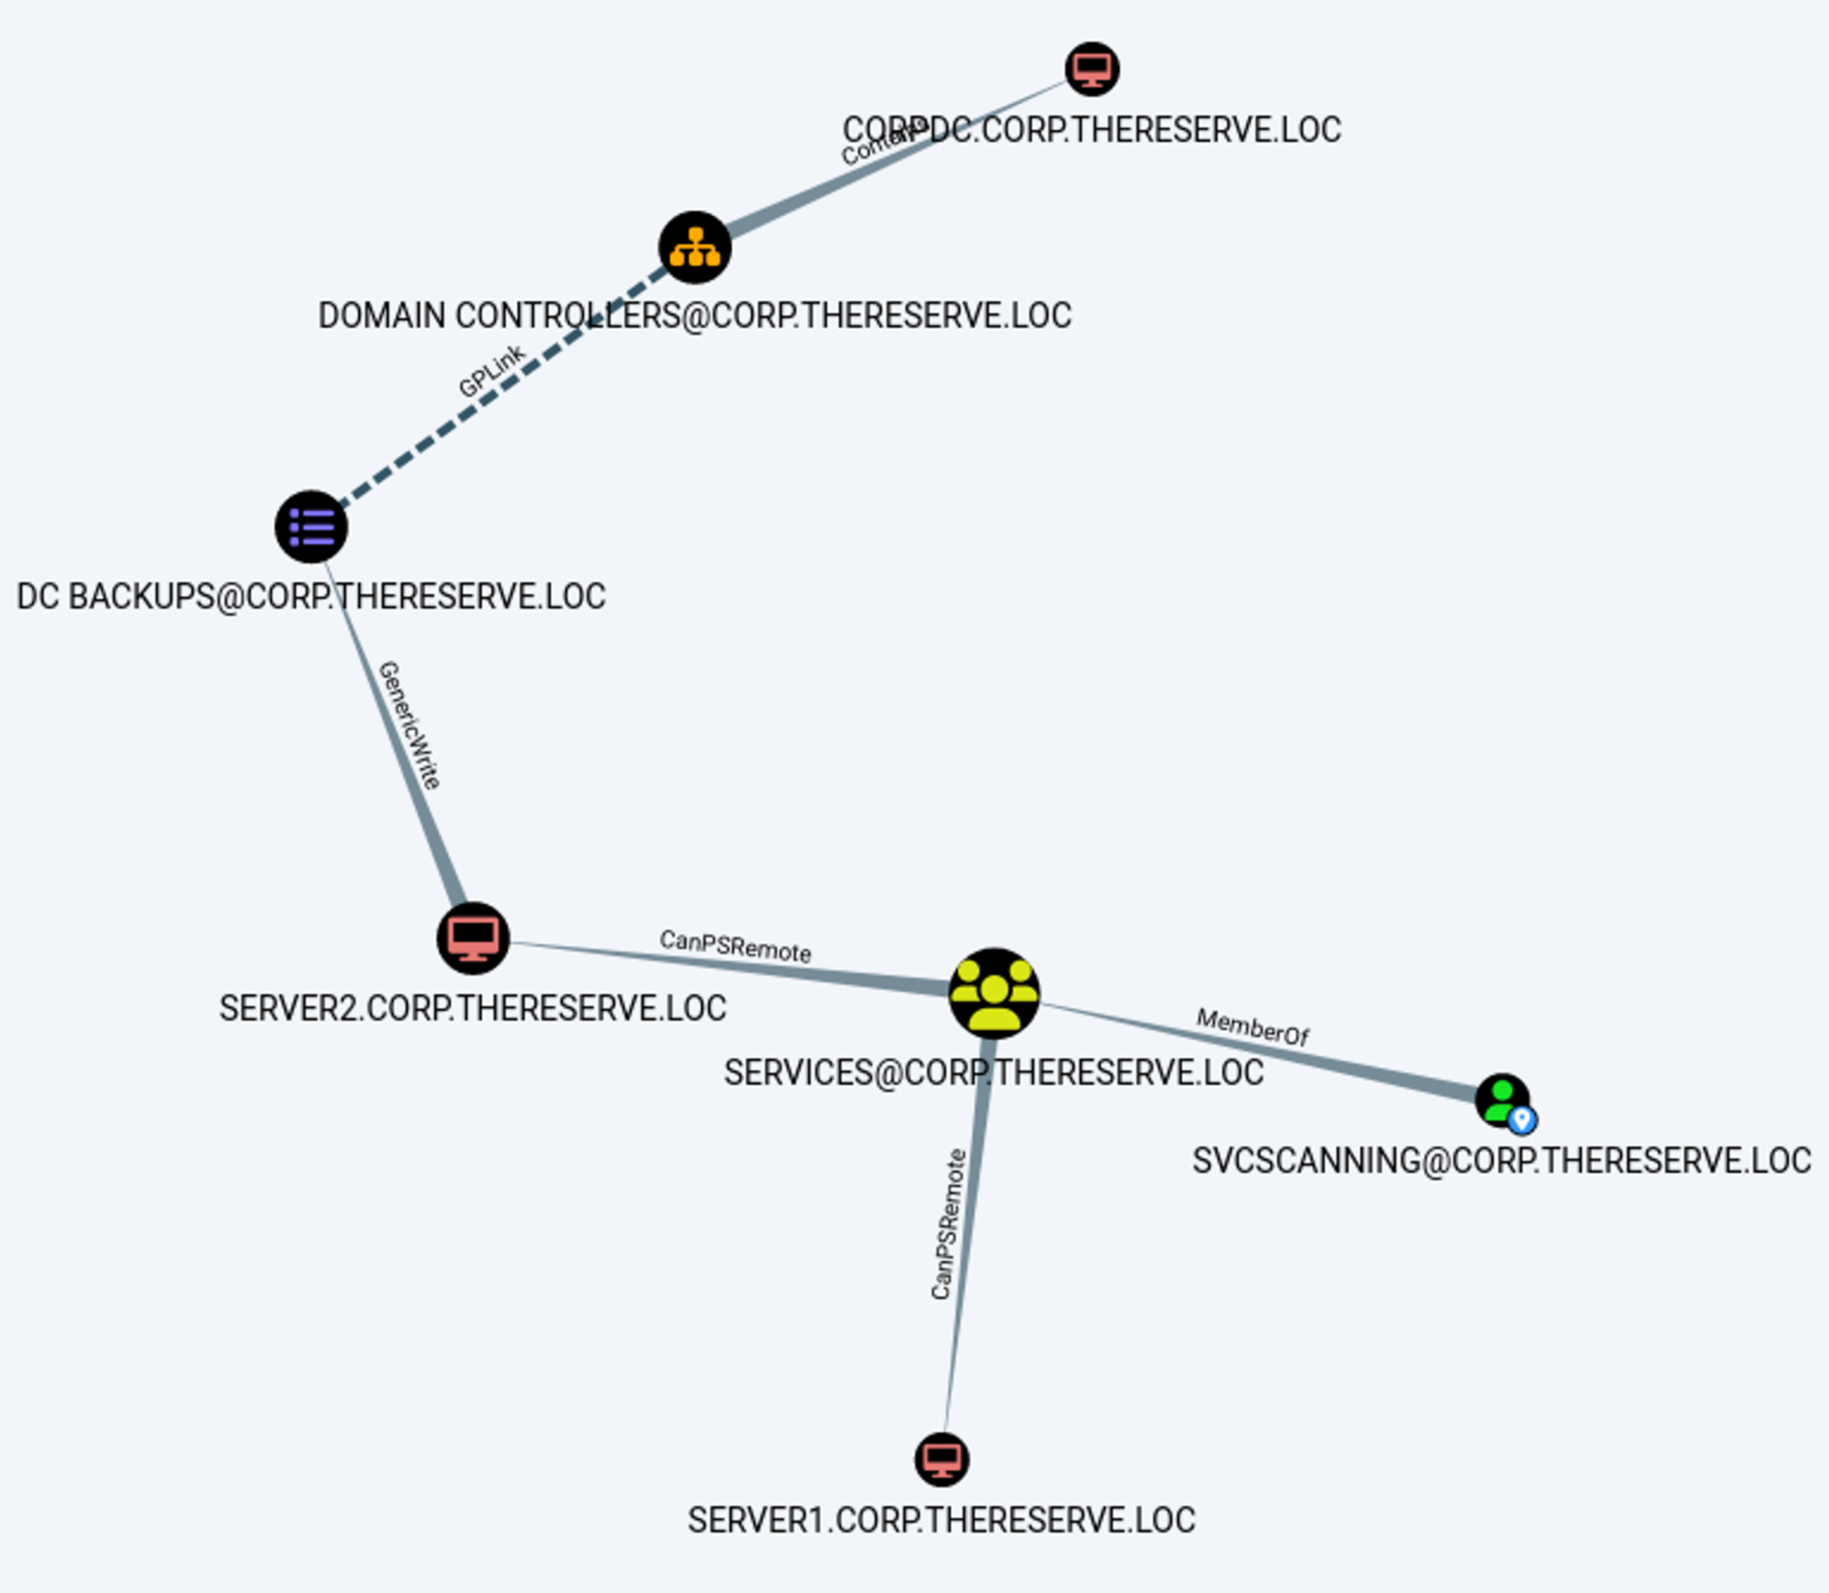 CORPDC.CORP.THERESERVE.LOC
Contains
DOMAIN CONTROLLERS@CORP.THERESERVE.LOC
GPLink
DC BACKUPS@CORP.THERESERVE.LOC
GenericWrite
CanPSRemote
SERVER2.CORP.THERESERVE.LOC
MemberOf
SERVICES@CORP.THERESERVE.LOC
SVCSCANNING@CORP.THERESERVE.LOC
CanPSRemote
SERVER1.CORP.THERESERVE.LOC